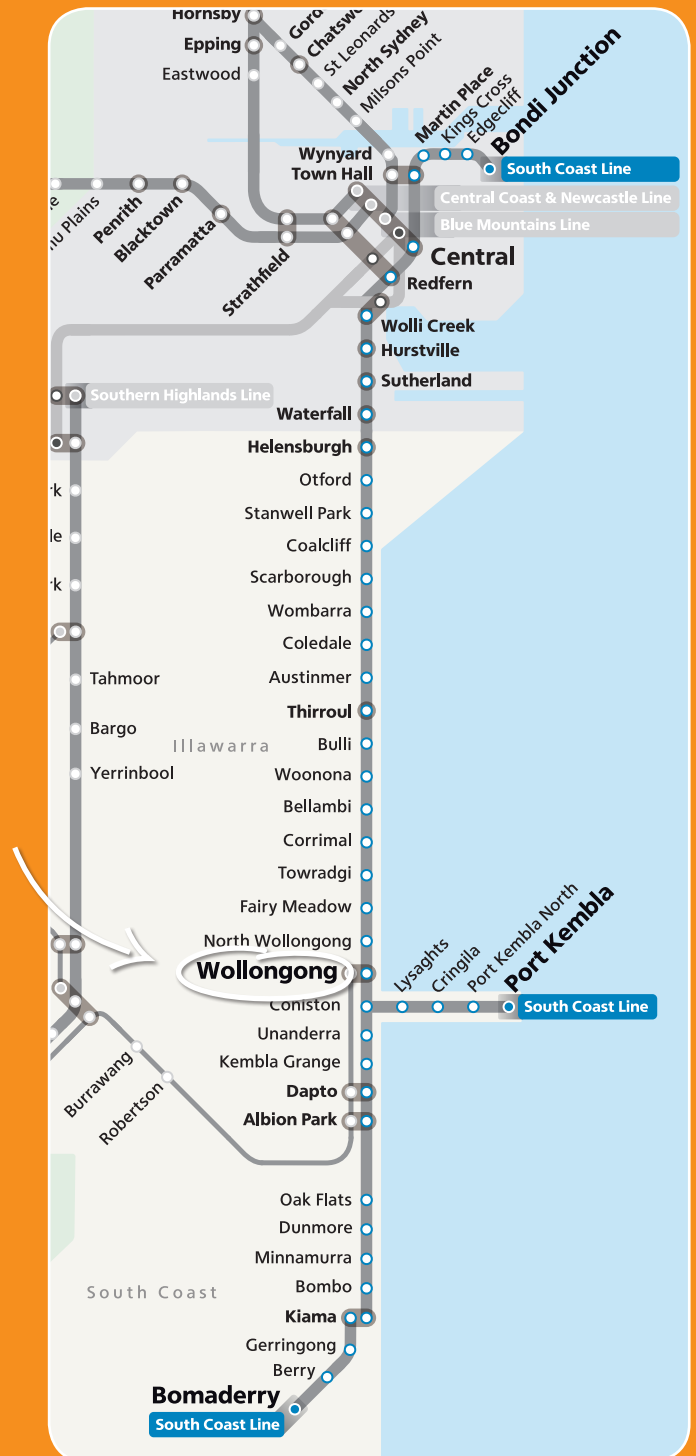 Hornsby
Epping
Eastwood
Chatsw
St Leonards
North Sydney
Milsons Point
Wynyard
Town Hall
Martin Place
Kings Cross
Edgecliff
Bondi Junction
South Coast Line
Central Coast & Newcastle Line
Blue Mountains Line
Plains
Penrith
Blacktown
Parramatta
Strathfield
Central
Redfern
Wolli Creek
Hurstville
Sutherland
Southern Highlands Line
Waterfall
Helensburgh
Otford
Stanwell Park
Coalcliff
Scarborough
Wombarra
Coledale
Austinmer
Thirroul
Tahmoor
Bargo
Yerrinbool
Illawarra
Bulli
Woonona
Bellambi
Corrimal
Towradgi
Fairy Meadow
North Wollongong
Wollongong
Coniston
Lysaghts
Cringila
Port Kembla North
Port Kembla
South Coast Line
Unanderra
Kembla Grange
Dapto
Albion Park
Burrawang
Robertson
Oak Flats
Dunmore
Minnamurra
Bombo
South Coast
Kiama
Gerringong
Berry
Bomaderry
South Coast Line